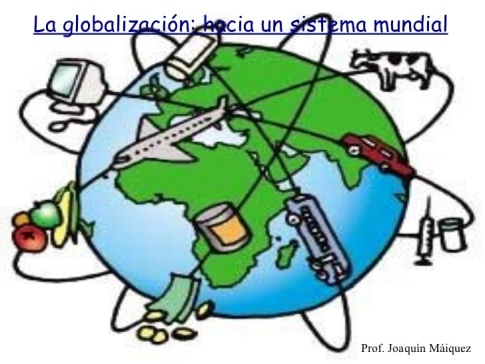 La globalización: hacia un sistema mundial
Prof. Joaquín Máiquez